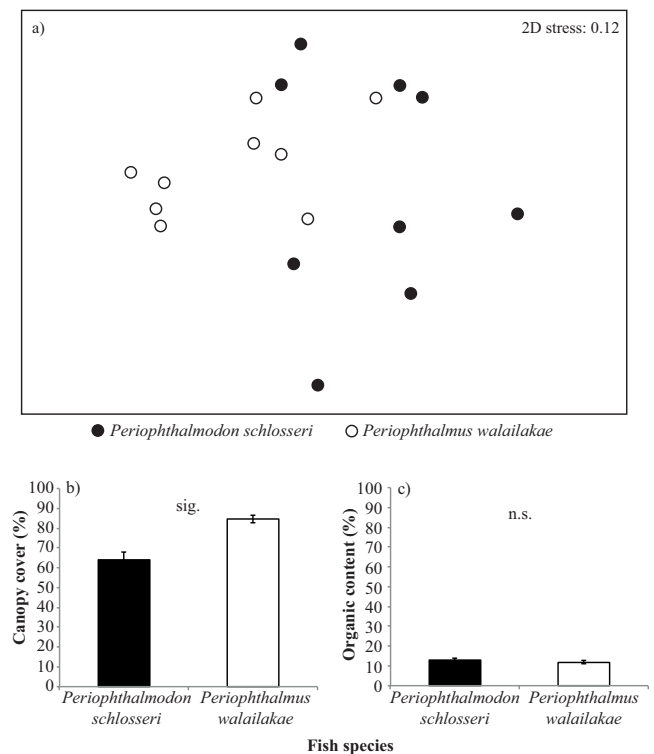 a)
2D stress: 0.12
Periophthalmodon schlosseri
Periophthalmus walailakae
b)
sig.
Canopy cover (%)
100
90
80
70
60
50
40
30
20
10
0
Periophthalmodon
schlosseri
Periophthalmus
walailakae
c)
n.s.
Organic content (%)
100
90
80
70
60
50
40
30
20
10
0
Periophthalmodon
schlosseri
Periophthalmus
walailakae
Fish species